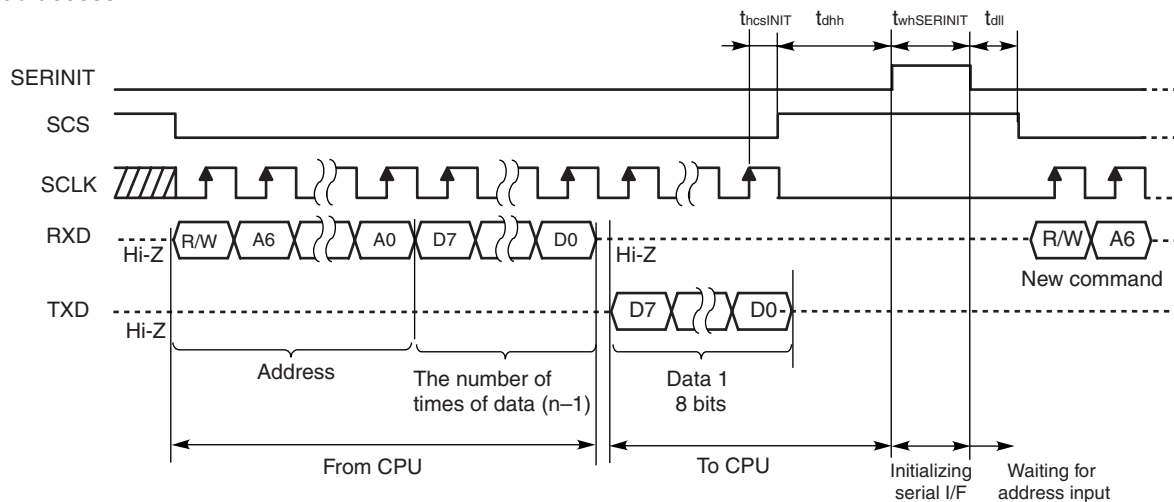 thcsINIT tdhh twhSERINIT tdll
SERINIT
SCS
SCLK
RXD Hi-Z R/W A6 A0 D7 D0 Hi-Z R/W A6
New command
TXD Hi-Z D7 D0
Address
The number of
times of data (n–1)
Data 1
8 bits
From CPU
To CPU
Initializing
serial I/F
Waiting for
address input